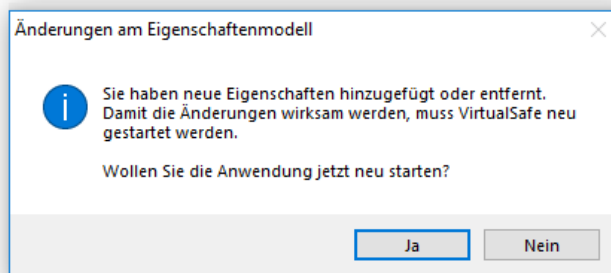 Änderungen am Eigenschaftenmodell
Sie haben neue Eigenschaften hinzugefügt oder entfernt.
Damit die Änderungen wirksam werden, muss VirtualSafe neu
gestartet werden.
Wollen Sie die Anwendung jetzt neu starten?
Ja
Nein